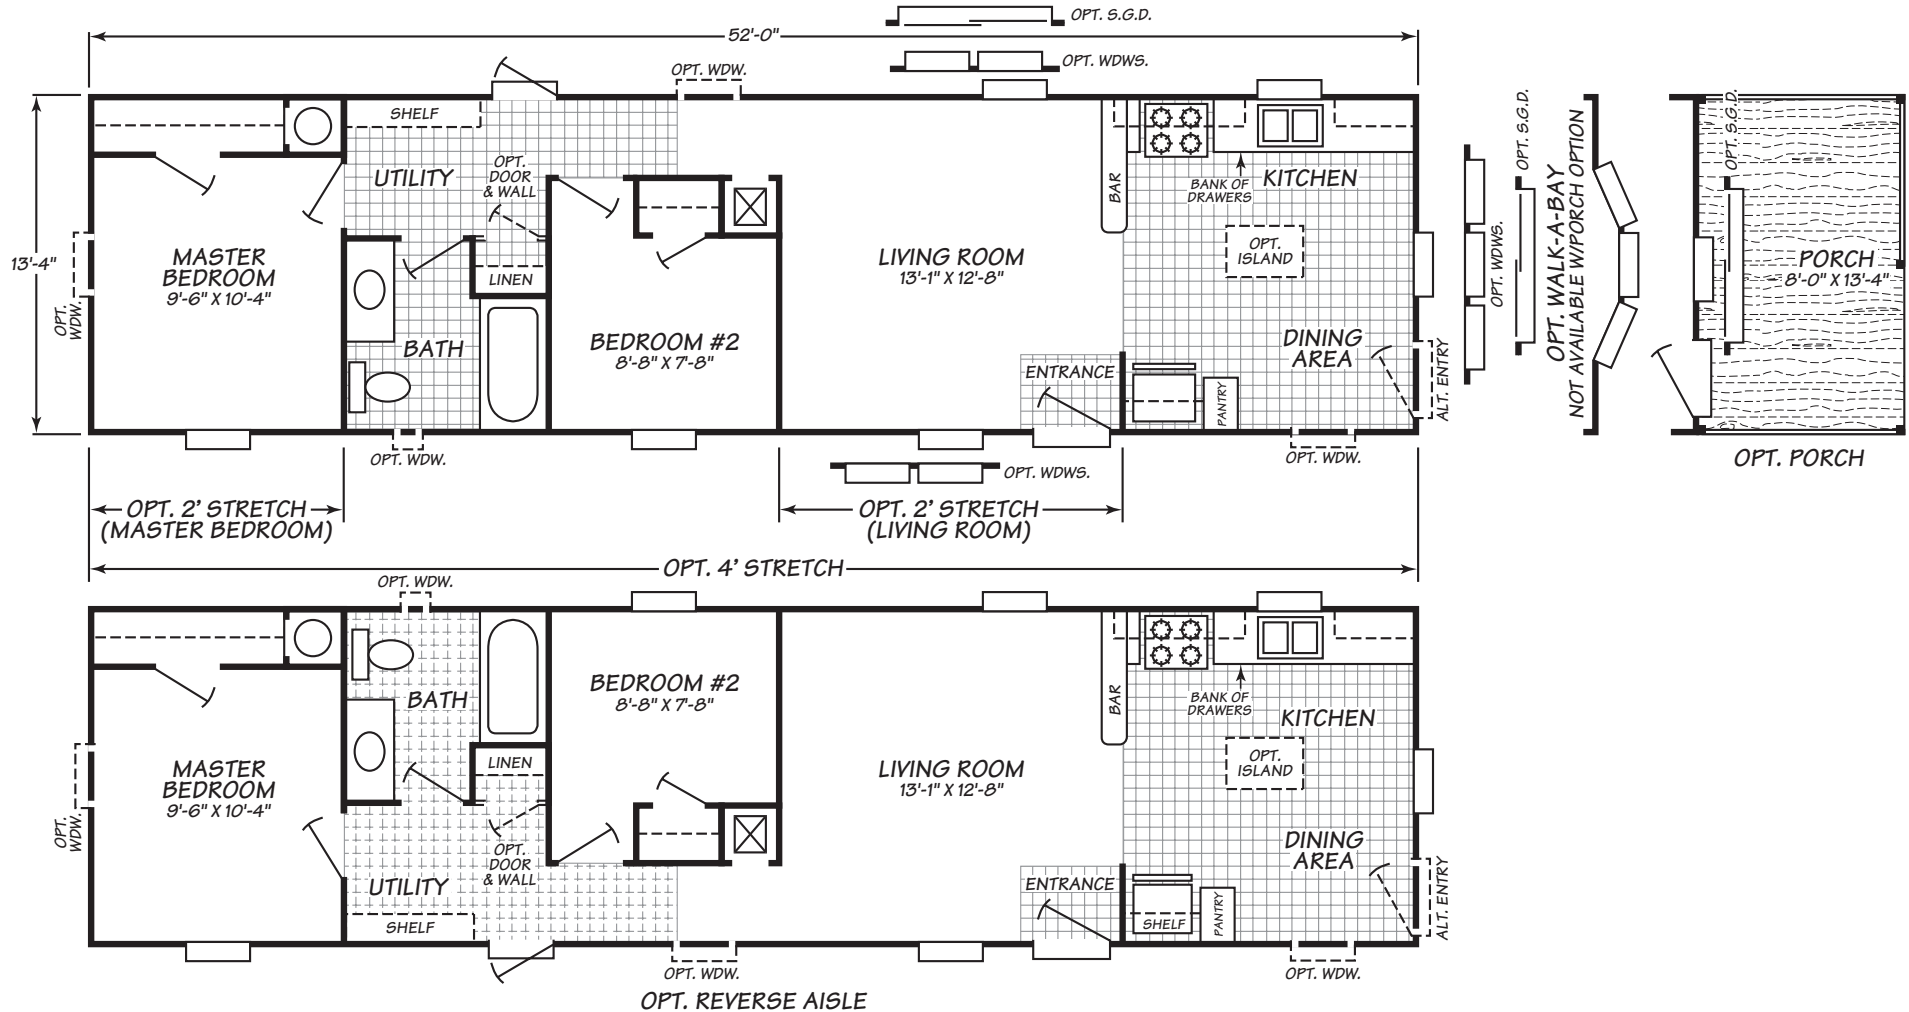 OPT. S.G.D.
52'-0"
OPT. WDWS.
OPT. WDW.
13'-4"
SHELF
UTILITY
OPT.
DOOR
& WALL
MASTER
BEDROOM
9'-6" X 10'-4"
OPT.
WDW.
LINEN
BATH
BEDROOM #2
8'-8" X 7'-8"
LIVING ROOM
13'-1" X 12'-8"
BAR
BANK OF
DRAWERS
KITCHEN
OPT.
ISLAND
DINING
AREA
ENTRANCE
PANTRY
ALT. ENTRY
OPT. WDW.
OPT. WDWS.
OPT. WDW.
OPT. WDWS.
OPT. S.G.D.
OPT. WALK-A-BAY
NOT AVAILABLE W/PORCH OPTION
OPT. S.G.D.
PORCH
8'-0" X 13'-4"
OPT. PORCH
OPT. 2' STRETCH
(MASTER BEDROOM)
OPT. 2' STRETCH
(LIVING ROOM)
OPT. 4' STRETCH
OPT. WDW.
BATH
BEDROOM #2
8'-8" X 7'-8"
MASTER
BEDROOM
9'-6" X 10'-4"
OPT.
WDW.
LINEN
OPT.
DOOR
& WALL
UTILITY
SHELF
LIVING ROOM
13'-1" X 12'-8"
BAR
BANK OF
DRAWERS
KITCHEN
OPT.
ISLAND
DINING
AREA
ENTRANCE
SHELF
PANTRY
ALT. ENTRY
OPT. WDW.
OPT. WDW.
OPT. REVERSE AISLE